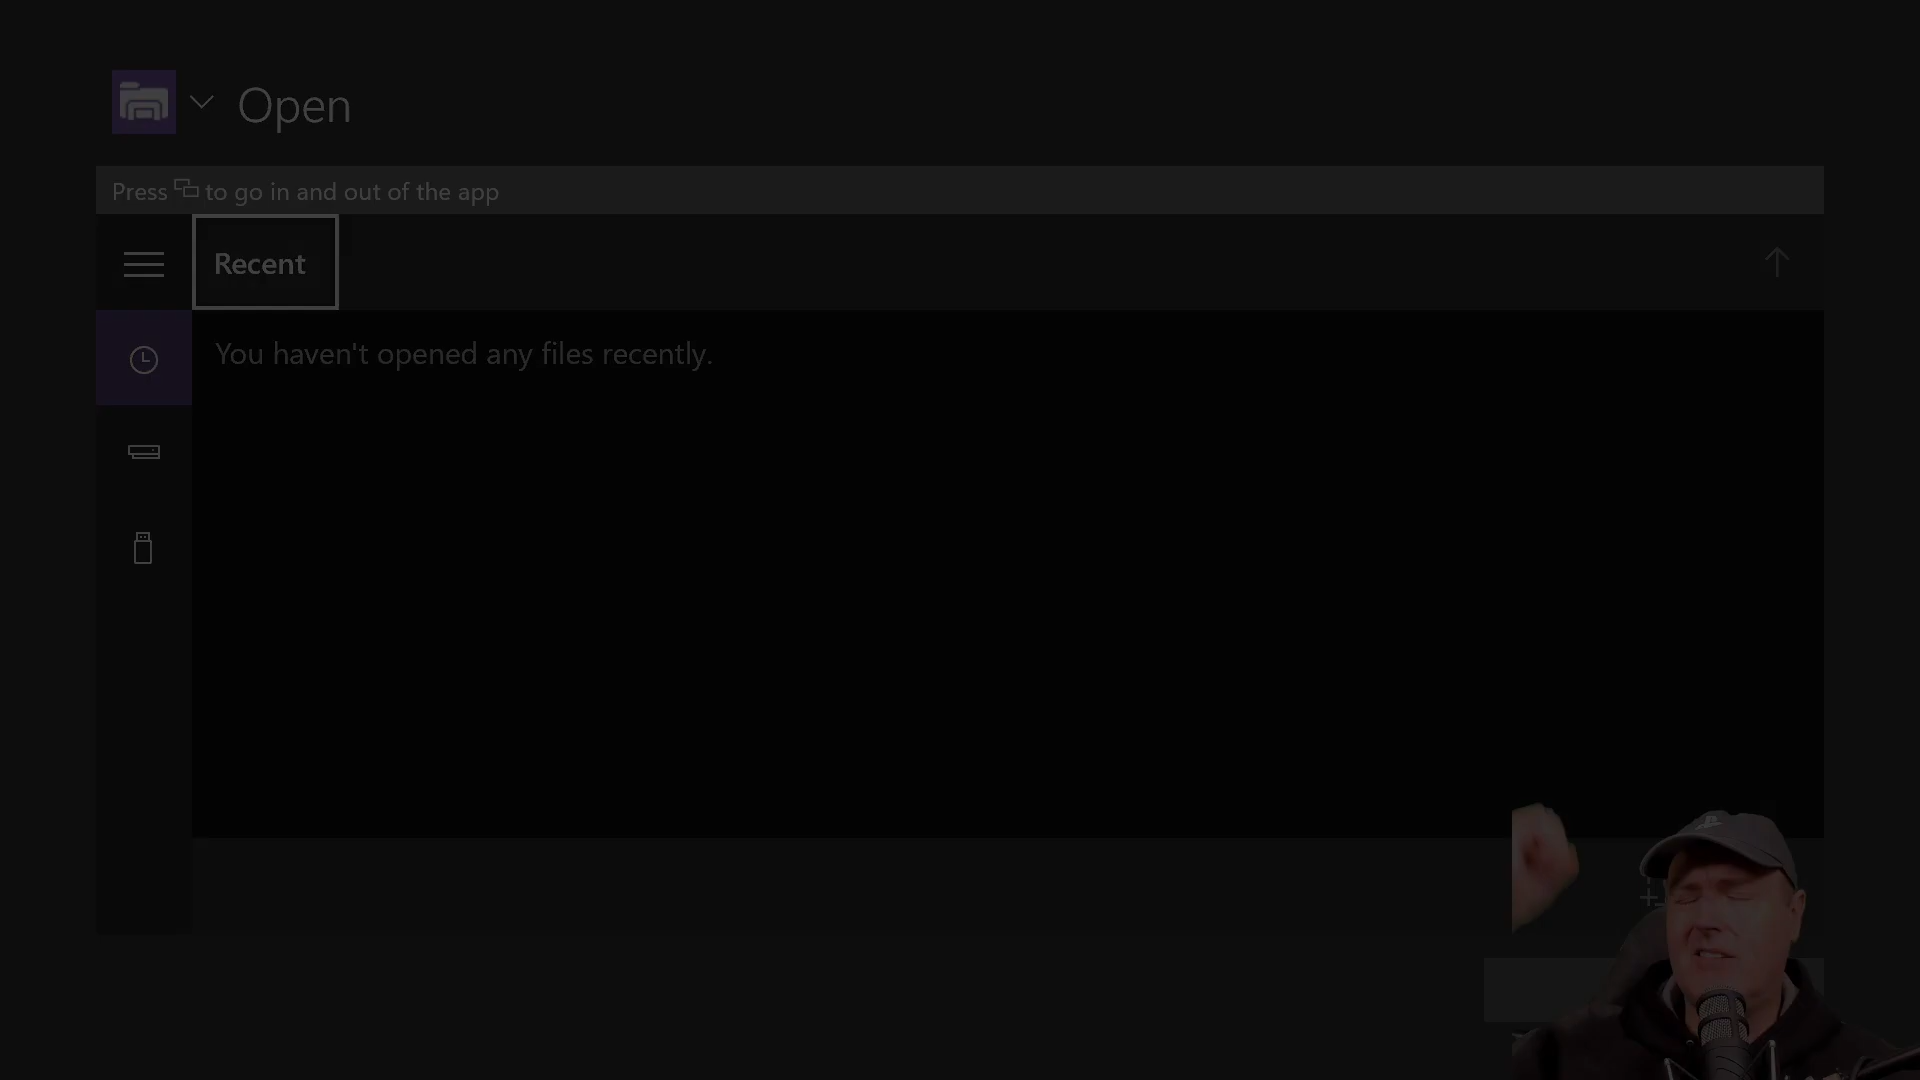 Open
Press to go in and out of the app
Recent
You haven't opened any files recently.